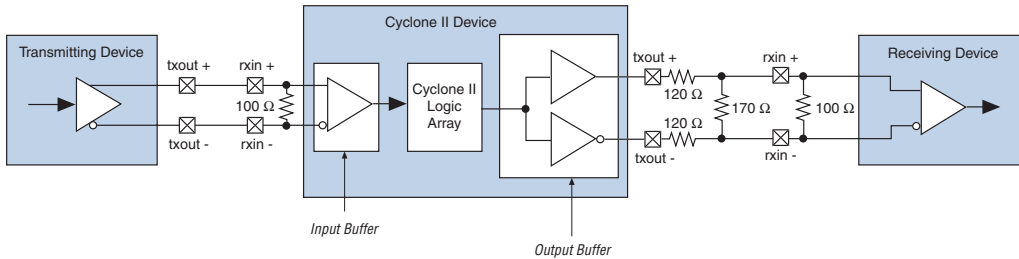 Cyclone II Device
Transmitting Device
txout +
rxin +
txout +
rxin +
Receiving Device
100 Ω
Cyclone II
Logic
Array
120 Ω
170 Ω
100 Ω
120 Ω
txout -
rxin -
txout -
rxin -
Input Buffer
Output Buffer